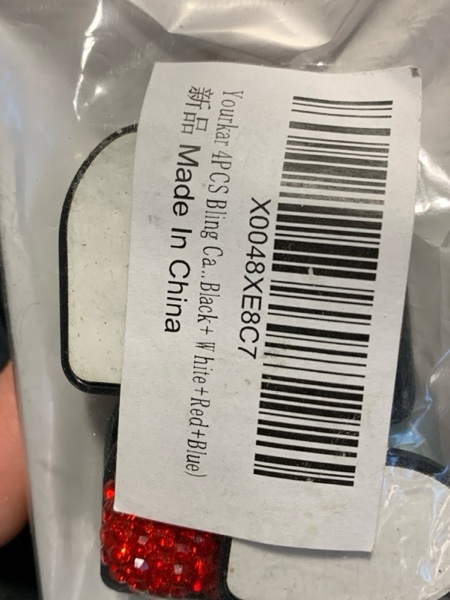 X0048XE8C7
Yourkar 4PCS Bling Ca...Black+ White+Red+Blue)
新品 Made In China